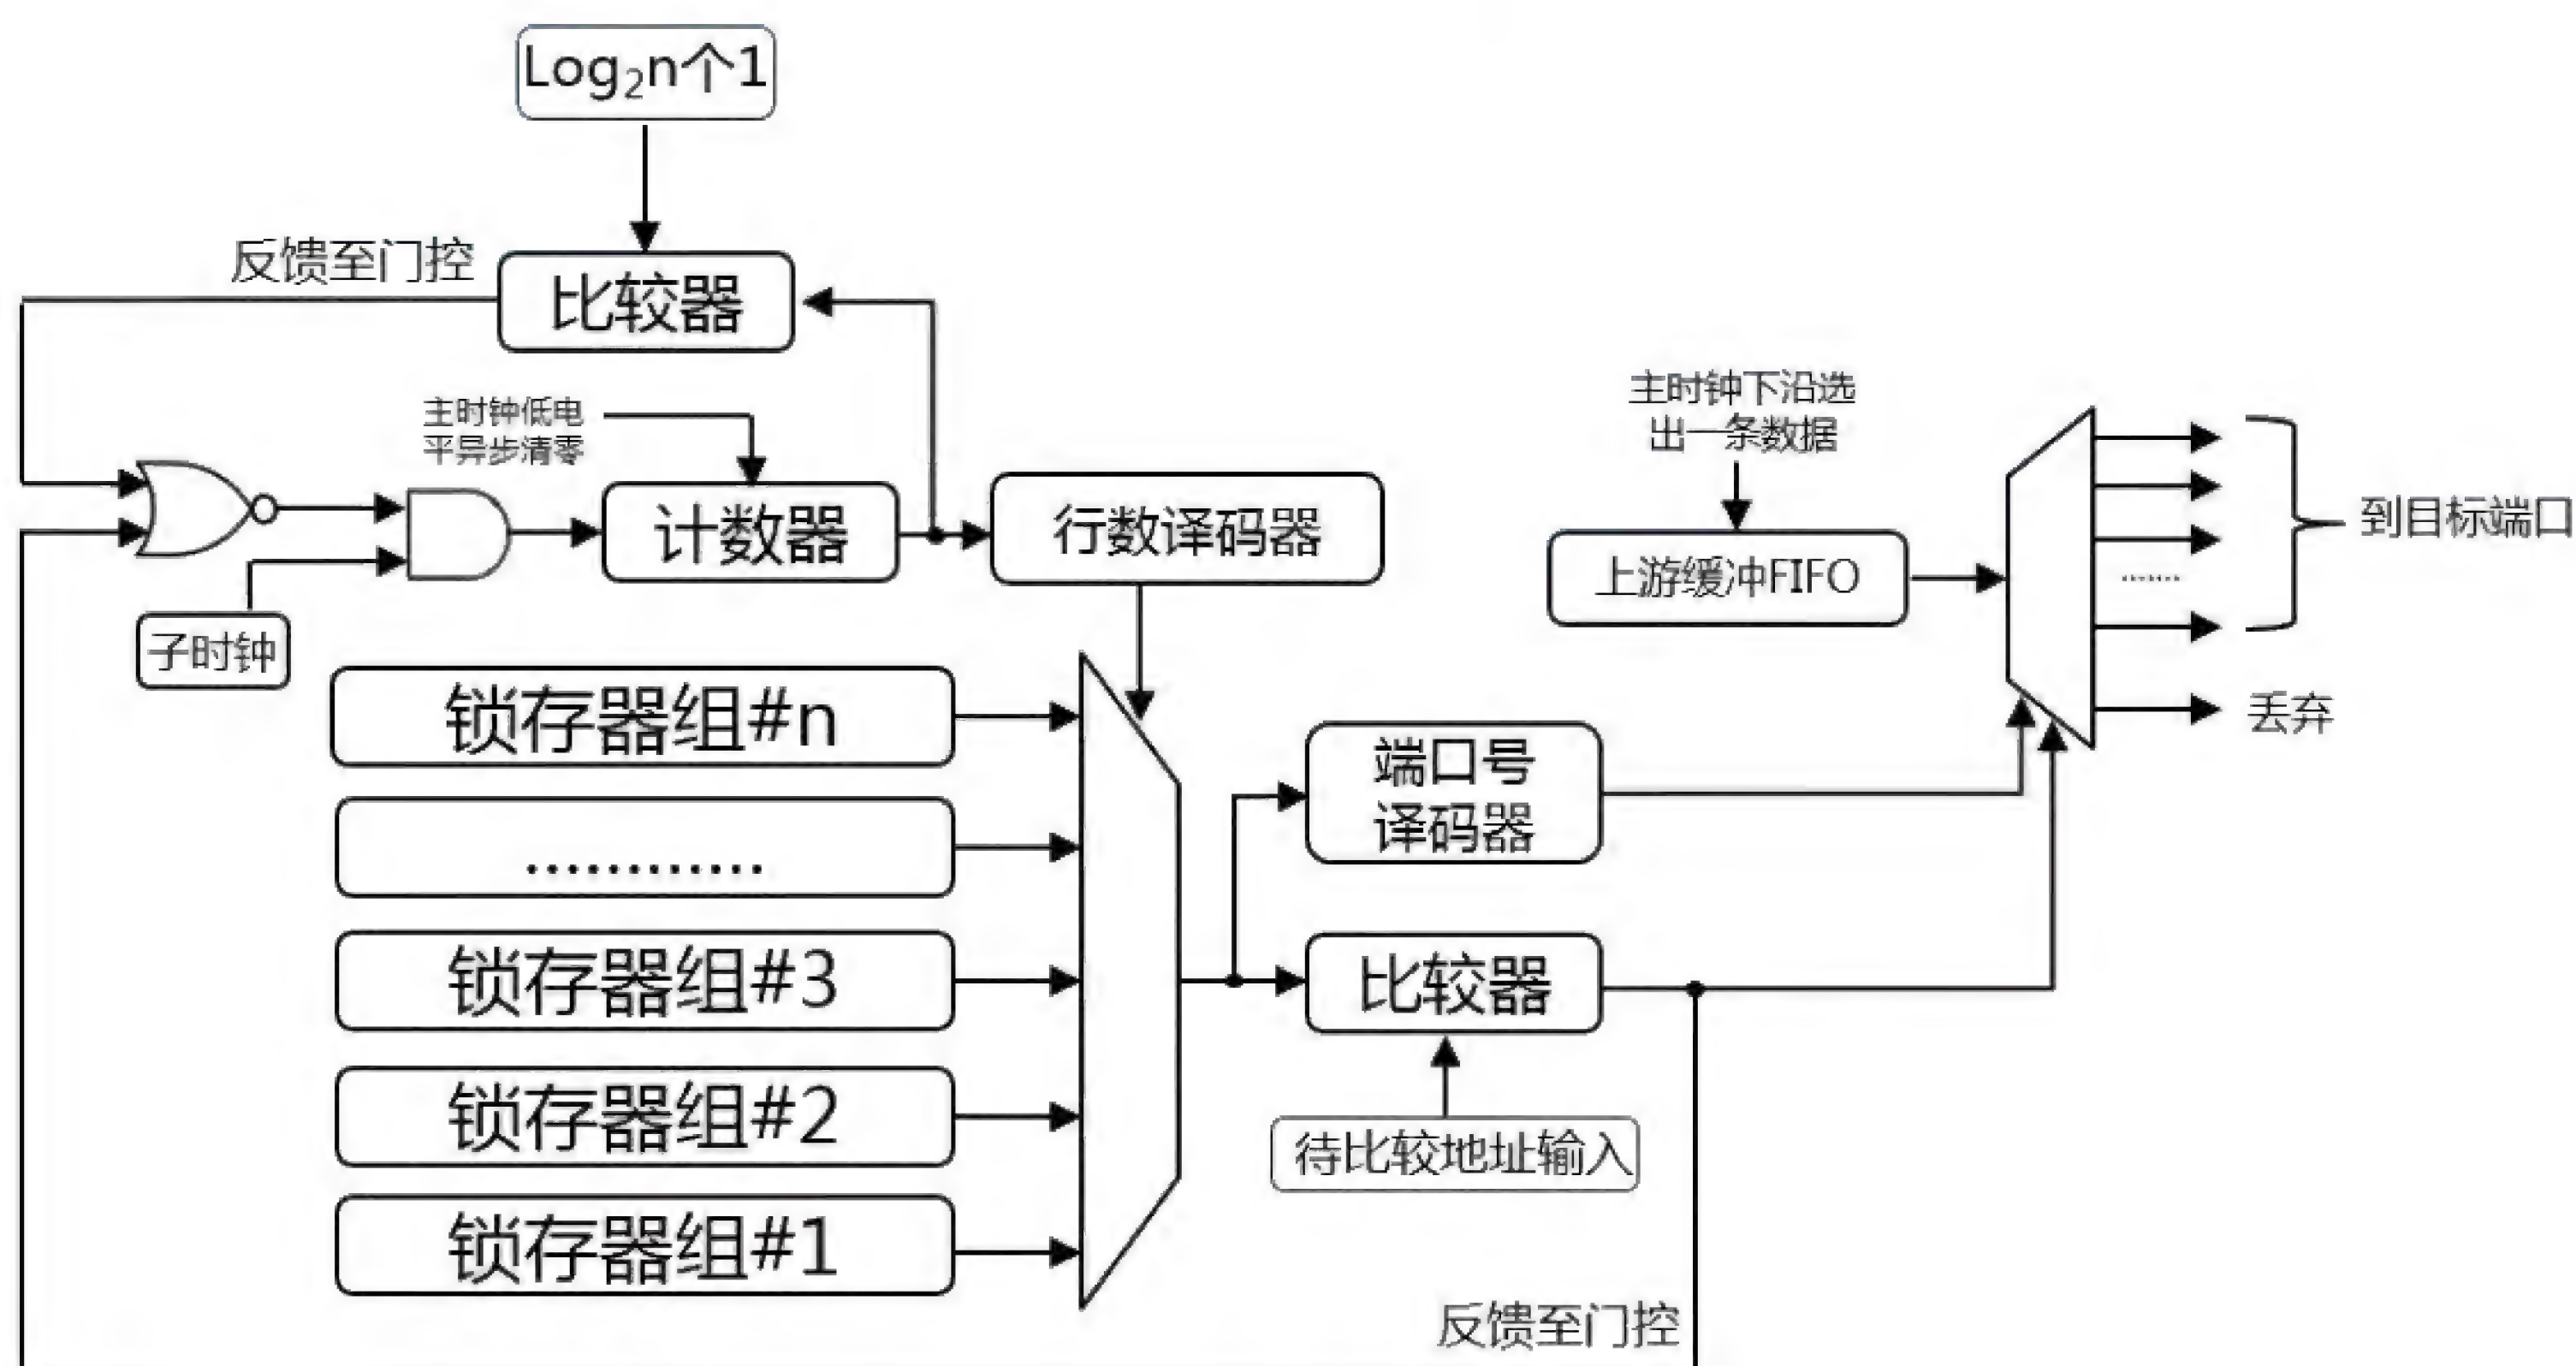 Log₂n个1
反馈至门控
比较器
主时钟低电
平异步清零
主时钟下沿选
出一条数据
计数器
行数译码器
上游缓冲FIFO
到目标端口
......
子时钟
锁存器组#n
丢弃
端口号
译码器
............
锁存器组#3
比较器
锁存器组#2
待比较地址输入
锁存器组#1
反馈至门控